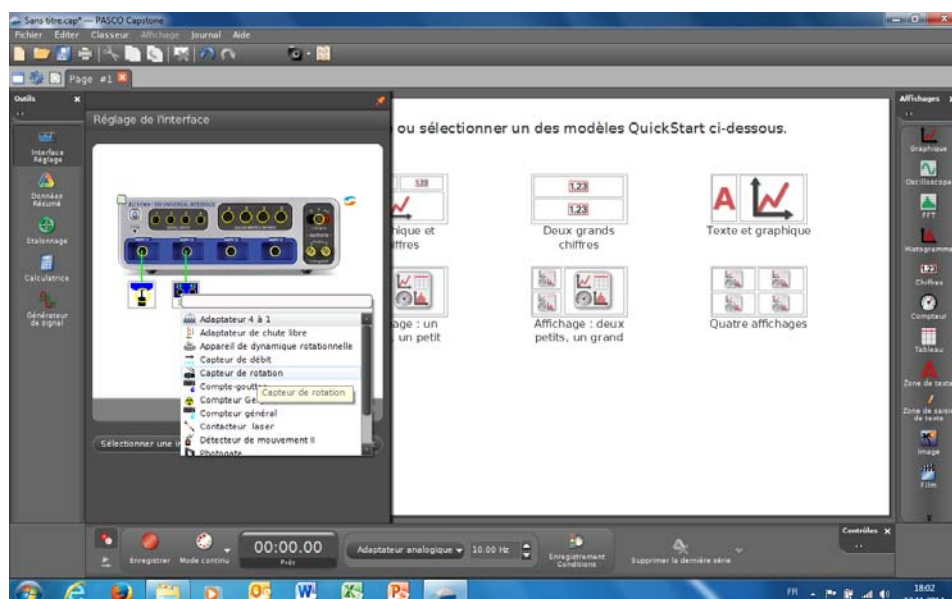 Sans titre.cap* — PASCO Capstone
Fichier Éditer Classeur Affichage Journal Aide
Page #1
Outils
Réglage de l'interface
Interface
Réglage
Données
Résumé
Etalonnage
Calculatrice
Générateur
de signal
ou sélectionner un des modèles QuickStart ci-dessous.
1.23
1.23
1.23
hique et
iffres
Deux grands
chiffres
A
Texte et graphique
age : un
un petit
Affichage : deux
petits, un grand
Quatre affichages
UNIVERSAL INTERFACE
Adaptateur 4 à 1
Adaptateur de chute libre
Appareil de dynamique rotationnelle
Capteur de débit
Capteur de rotation
Compte-goutte
Capteur de rotation
Compteur Ge
Compteur général
Contacteur laser
Détecteur de mouvement II
Photogate
Sélectionner une i
Affichages
Graphique
Oscilloscope
FFT
Histogramme
1.23
Chiffres
Compteur
Tableau
A
Zone de texte
Zone de saisie
de texte
Image
Film
Enregistrer
Mode continu
00:00.00
Prêt
Adaptateur analogique
10.00 Hz
Enregistrement
Conditions
Supprimer la dernière série
Contrôles
FR
18:02